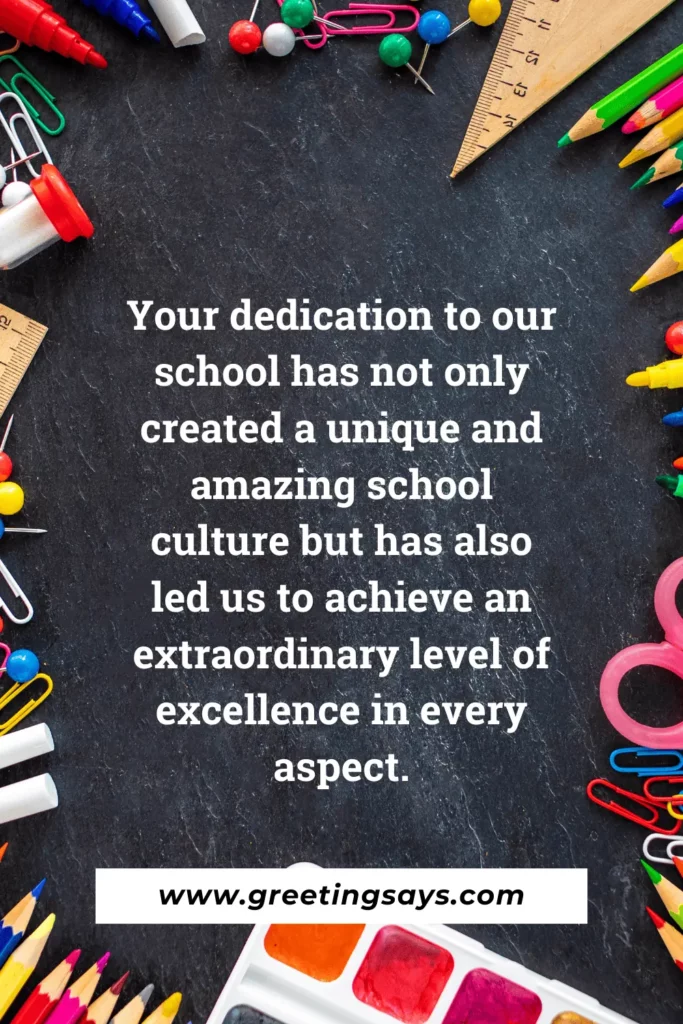 Your dedication to our
school has not only
created a unique and
amazing school
culture but has also
led us to achieve an
extraordinary level of
excellence in every
aspect.
www.greetingsays.com